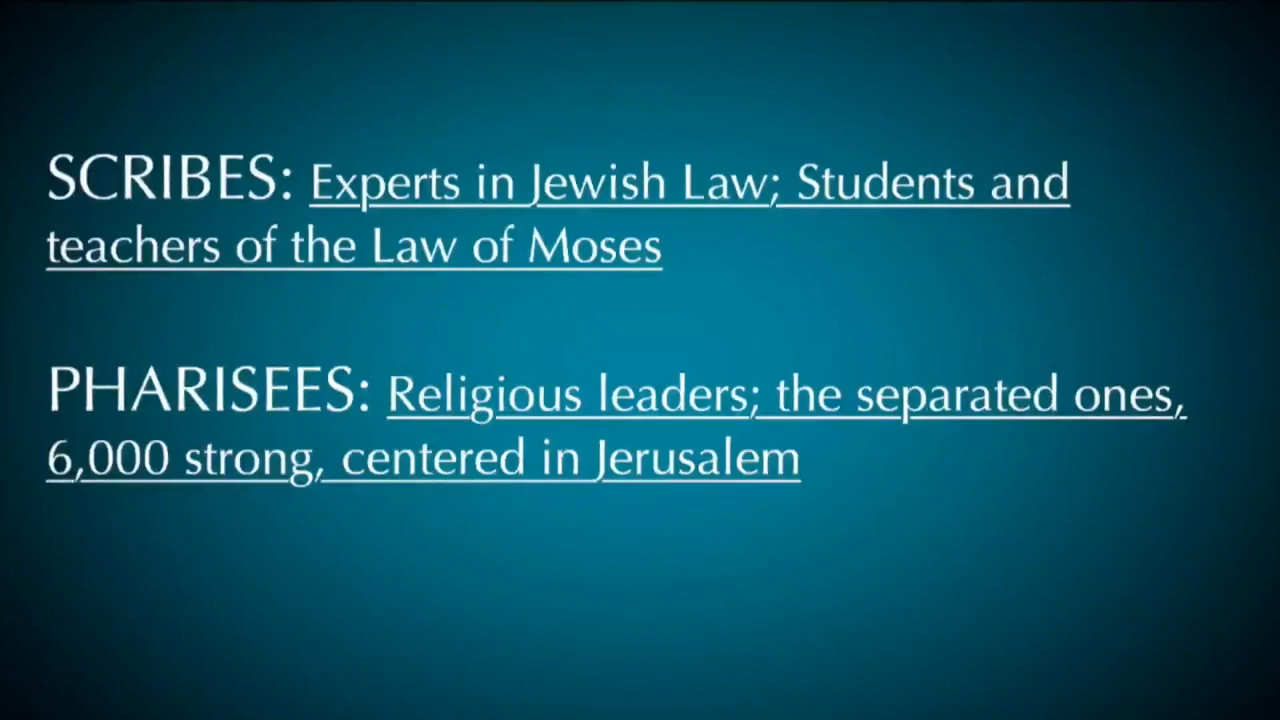 SCRIBES: Experts in Jewish Law; Students and
teachers of the Law of Moses
PHARISEES: Religious leaders; the separated ones,
6,000 strong, centered in Jerusalem